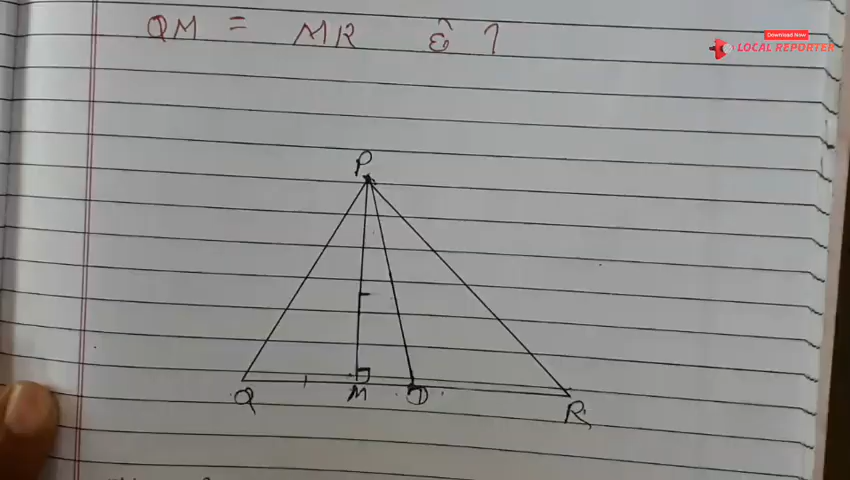 QM = MR
Download Now
LOCAL REPORTER
P
Q M D R